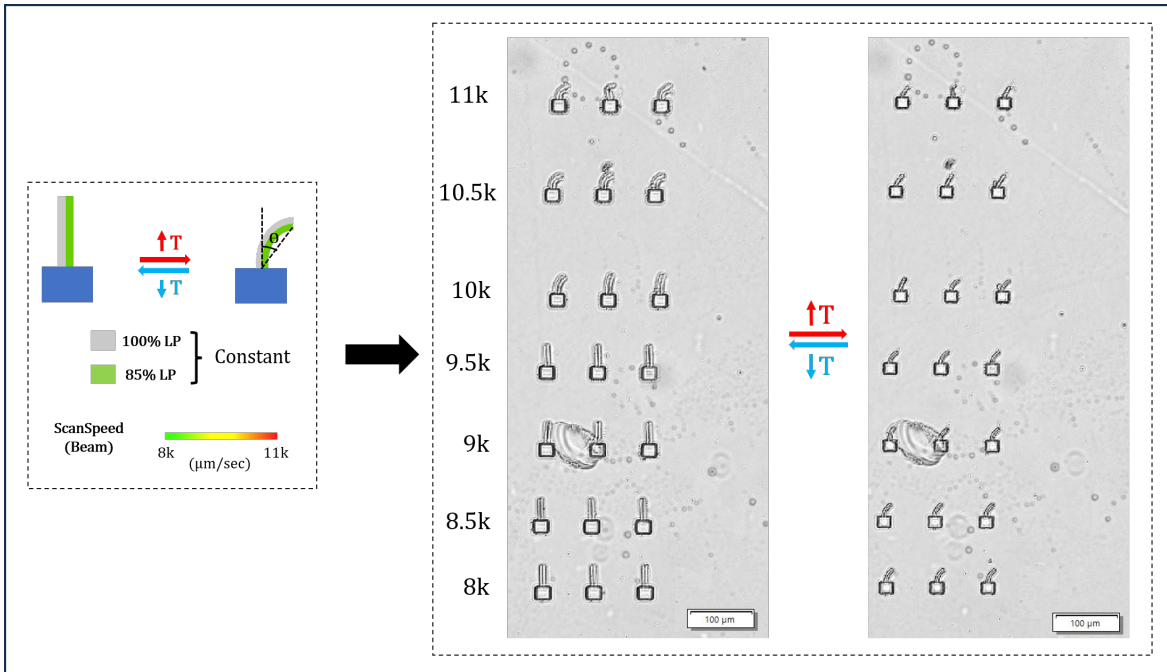 θ
↑T
↓T
100% LP
85% LP
Constant
ScanSpeed
(Beam)
8k
11k
(μm/sec)
11k
10.5k
10k
9.5k
9k
8.5k
8k
100 μm
↑T
↓T
100 μm